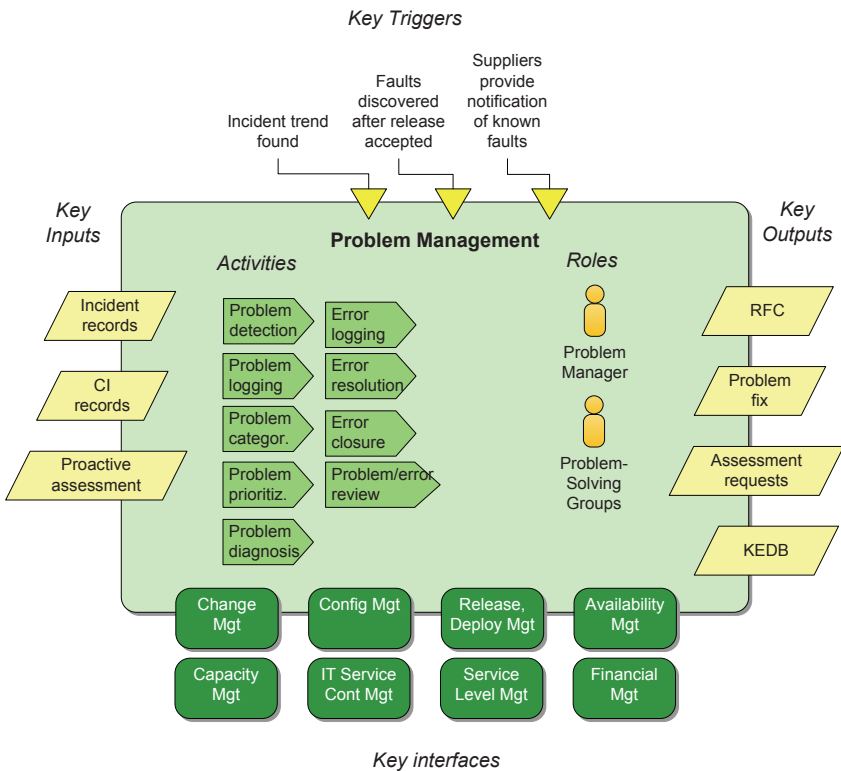 Key Triggers
Incident trend
found
Faults
discovered
after release
accepted
Suppliers
provide
notification
of known
faults
Key
Inputs
Key
Outputs
Problem Management
Activities
Roles
Incident
records
CI
records
Proactive
assessment
Problem
detection
Problem
logging
Problem
categor.
Problem
prioritiz.
Problem
diagnosis
Error
logging
Error
resolution
Error
closure
Problem/error
review
Problem
Manager
Problem-
Solving
Groups
RFC
Problem
fix
Assessment
requests
KEDB
Change
Mgt
Config Mgt
Release,
Deploy Mgt
Availability
Mgt
Capacity
Mgt
IT Service
Cont Mgt
Service
Level Mgt
Financial
Mgt
Key interfaces